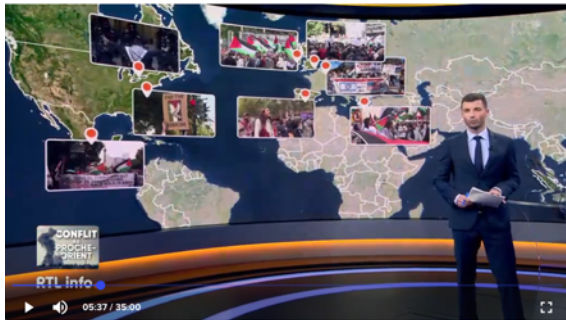 CONFLIT
PROCHE-
ORIENT
RTL info
05:37 / 35:00